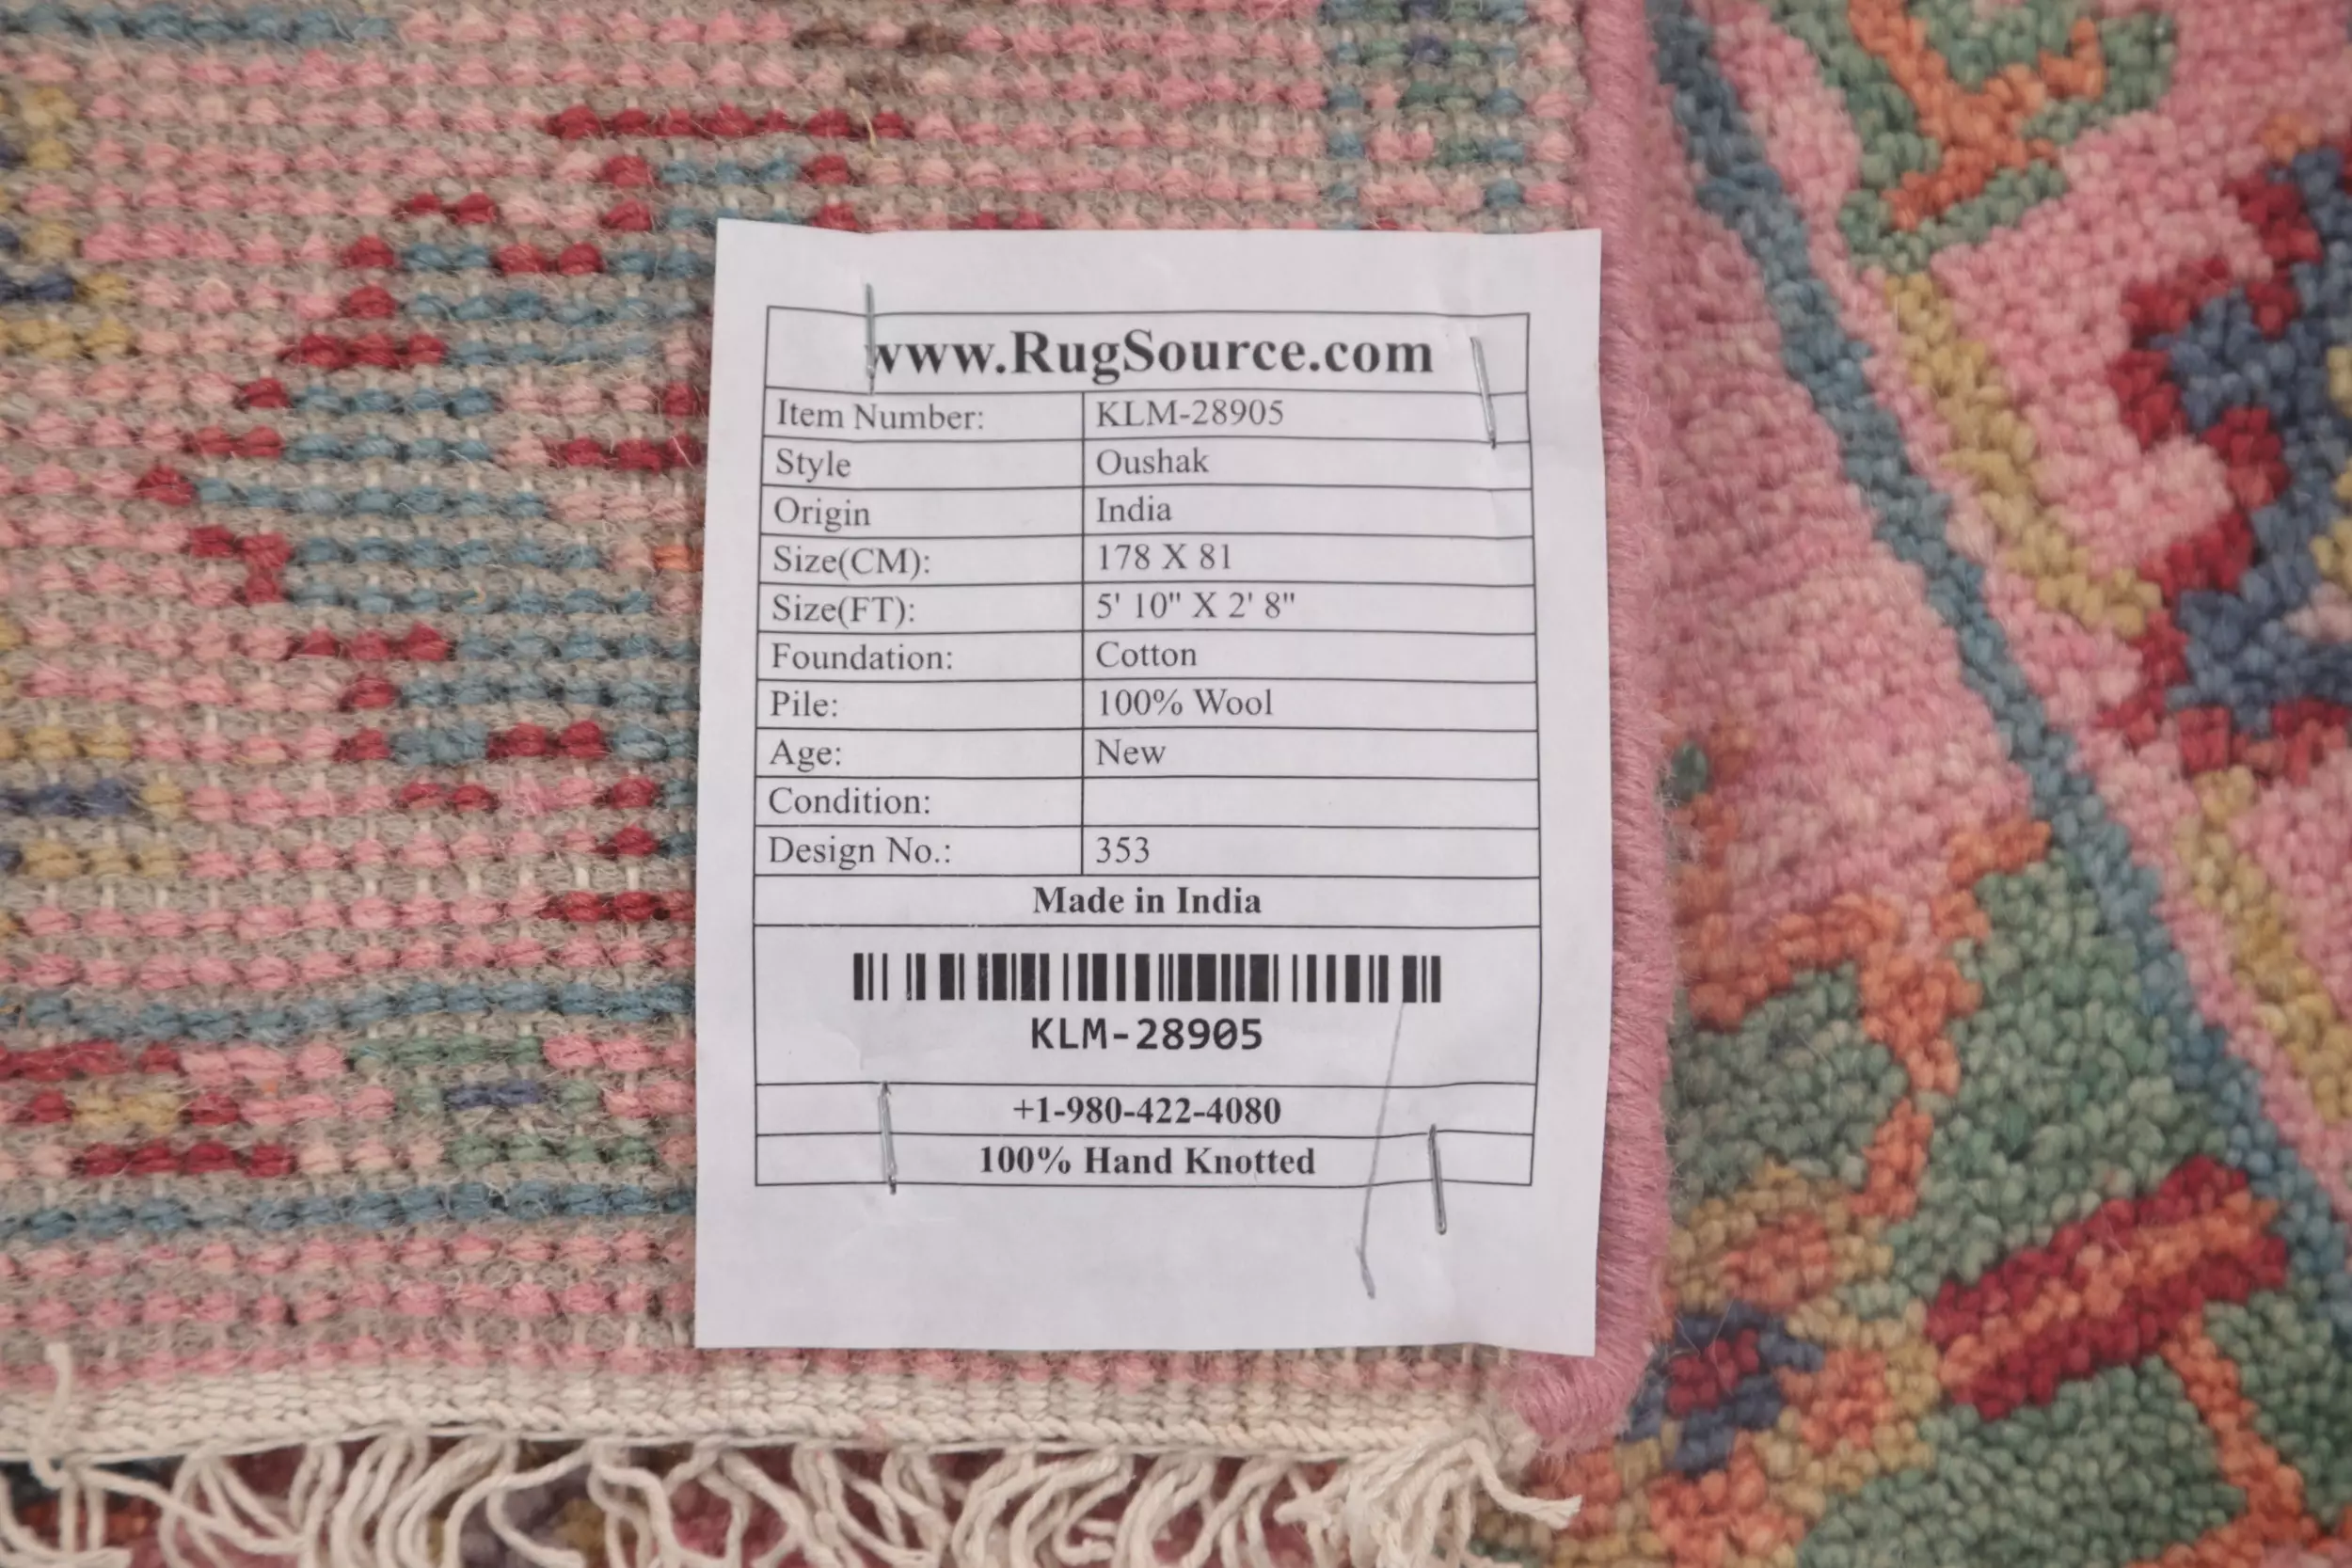 www.RugSource.com
Item Number: KLM-28905
Style Oushak
Origin India
Size(CM): 178 X 81
Size(FT): 5' 10" X 2' 8"
Foundation: Cotton
Pile: 100% Wool
Age: New
Condition:
Design No.: 353
Made in India
KLM-28905
+1-980-422-4080
100% Hand Knotted